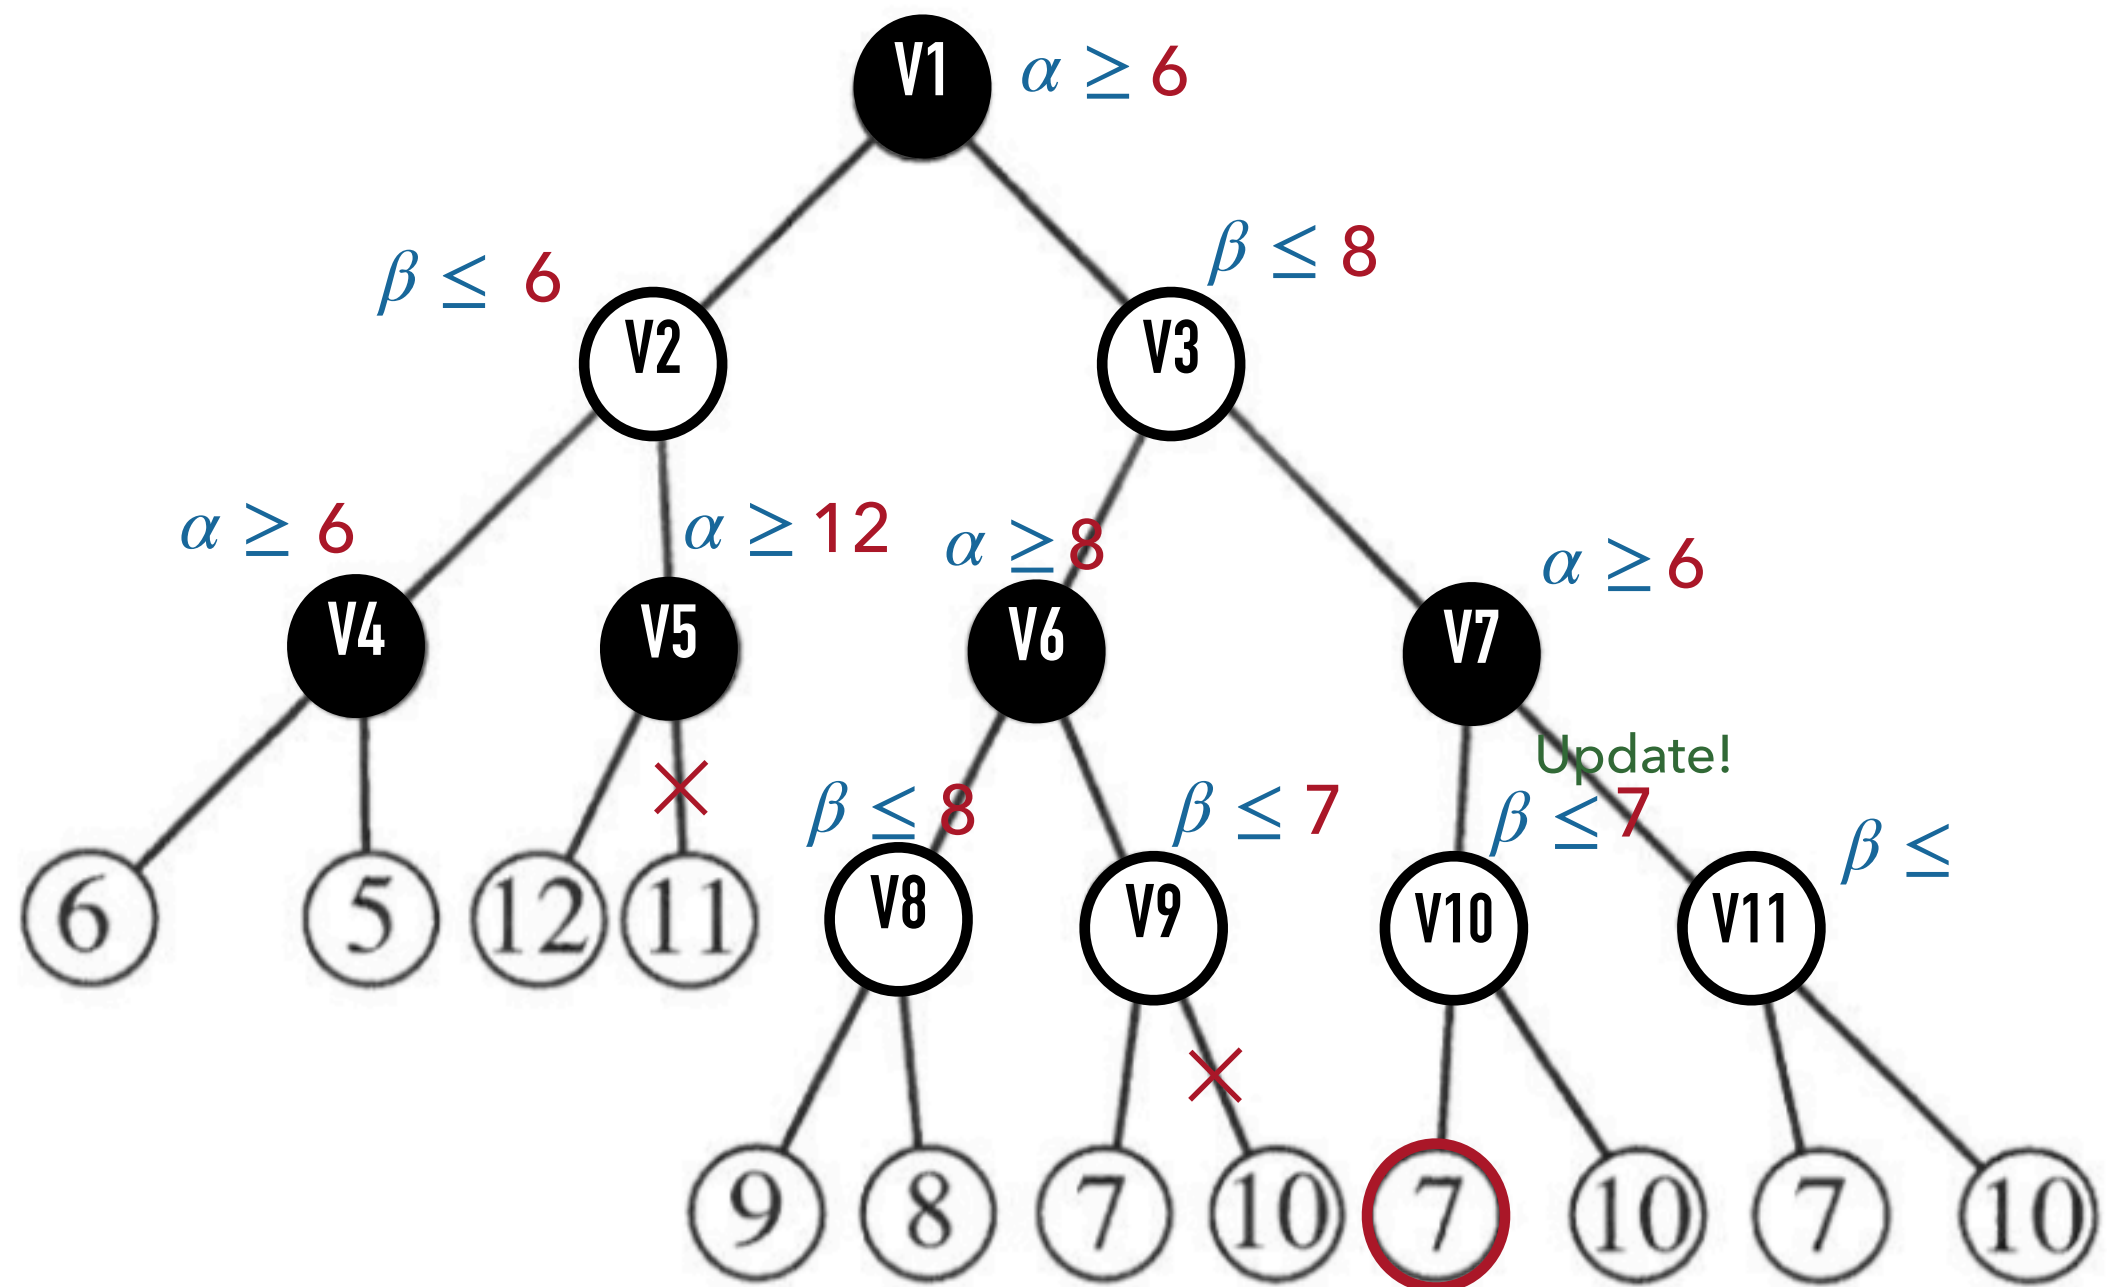 V1
α ≥ 6
β ≤ 6
β ≤ 8
V2
V3
α ≥ 6
α ≥ 12
α ≥ 8
α ≥ 6
V4
V5
V6
V7
Update!
β ≤ 8
β ≤ 7
β ≤ 7
β ≤
6
5
12
11
V8
V9
V10
V11
9
8
7
10
7
10
7
10